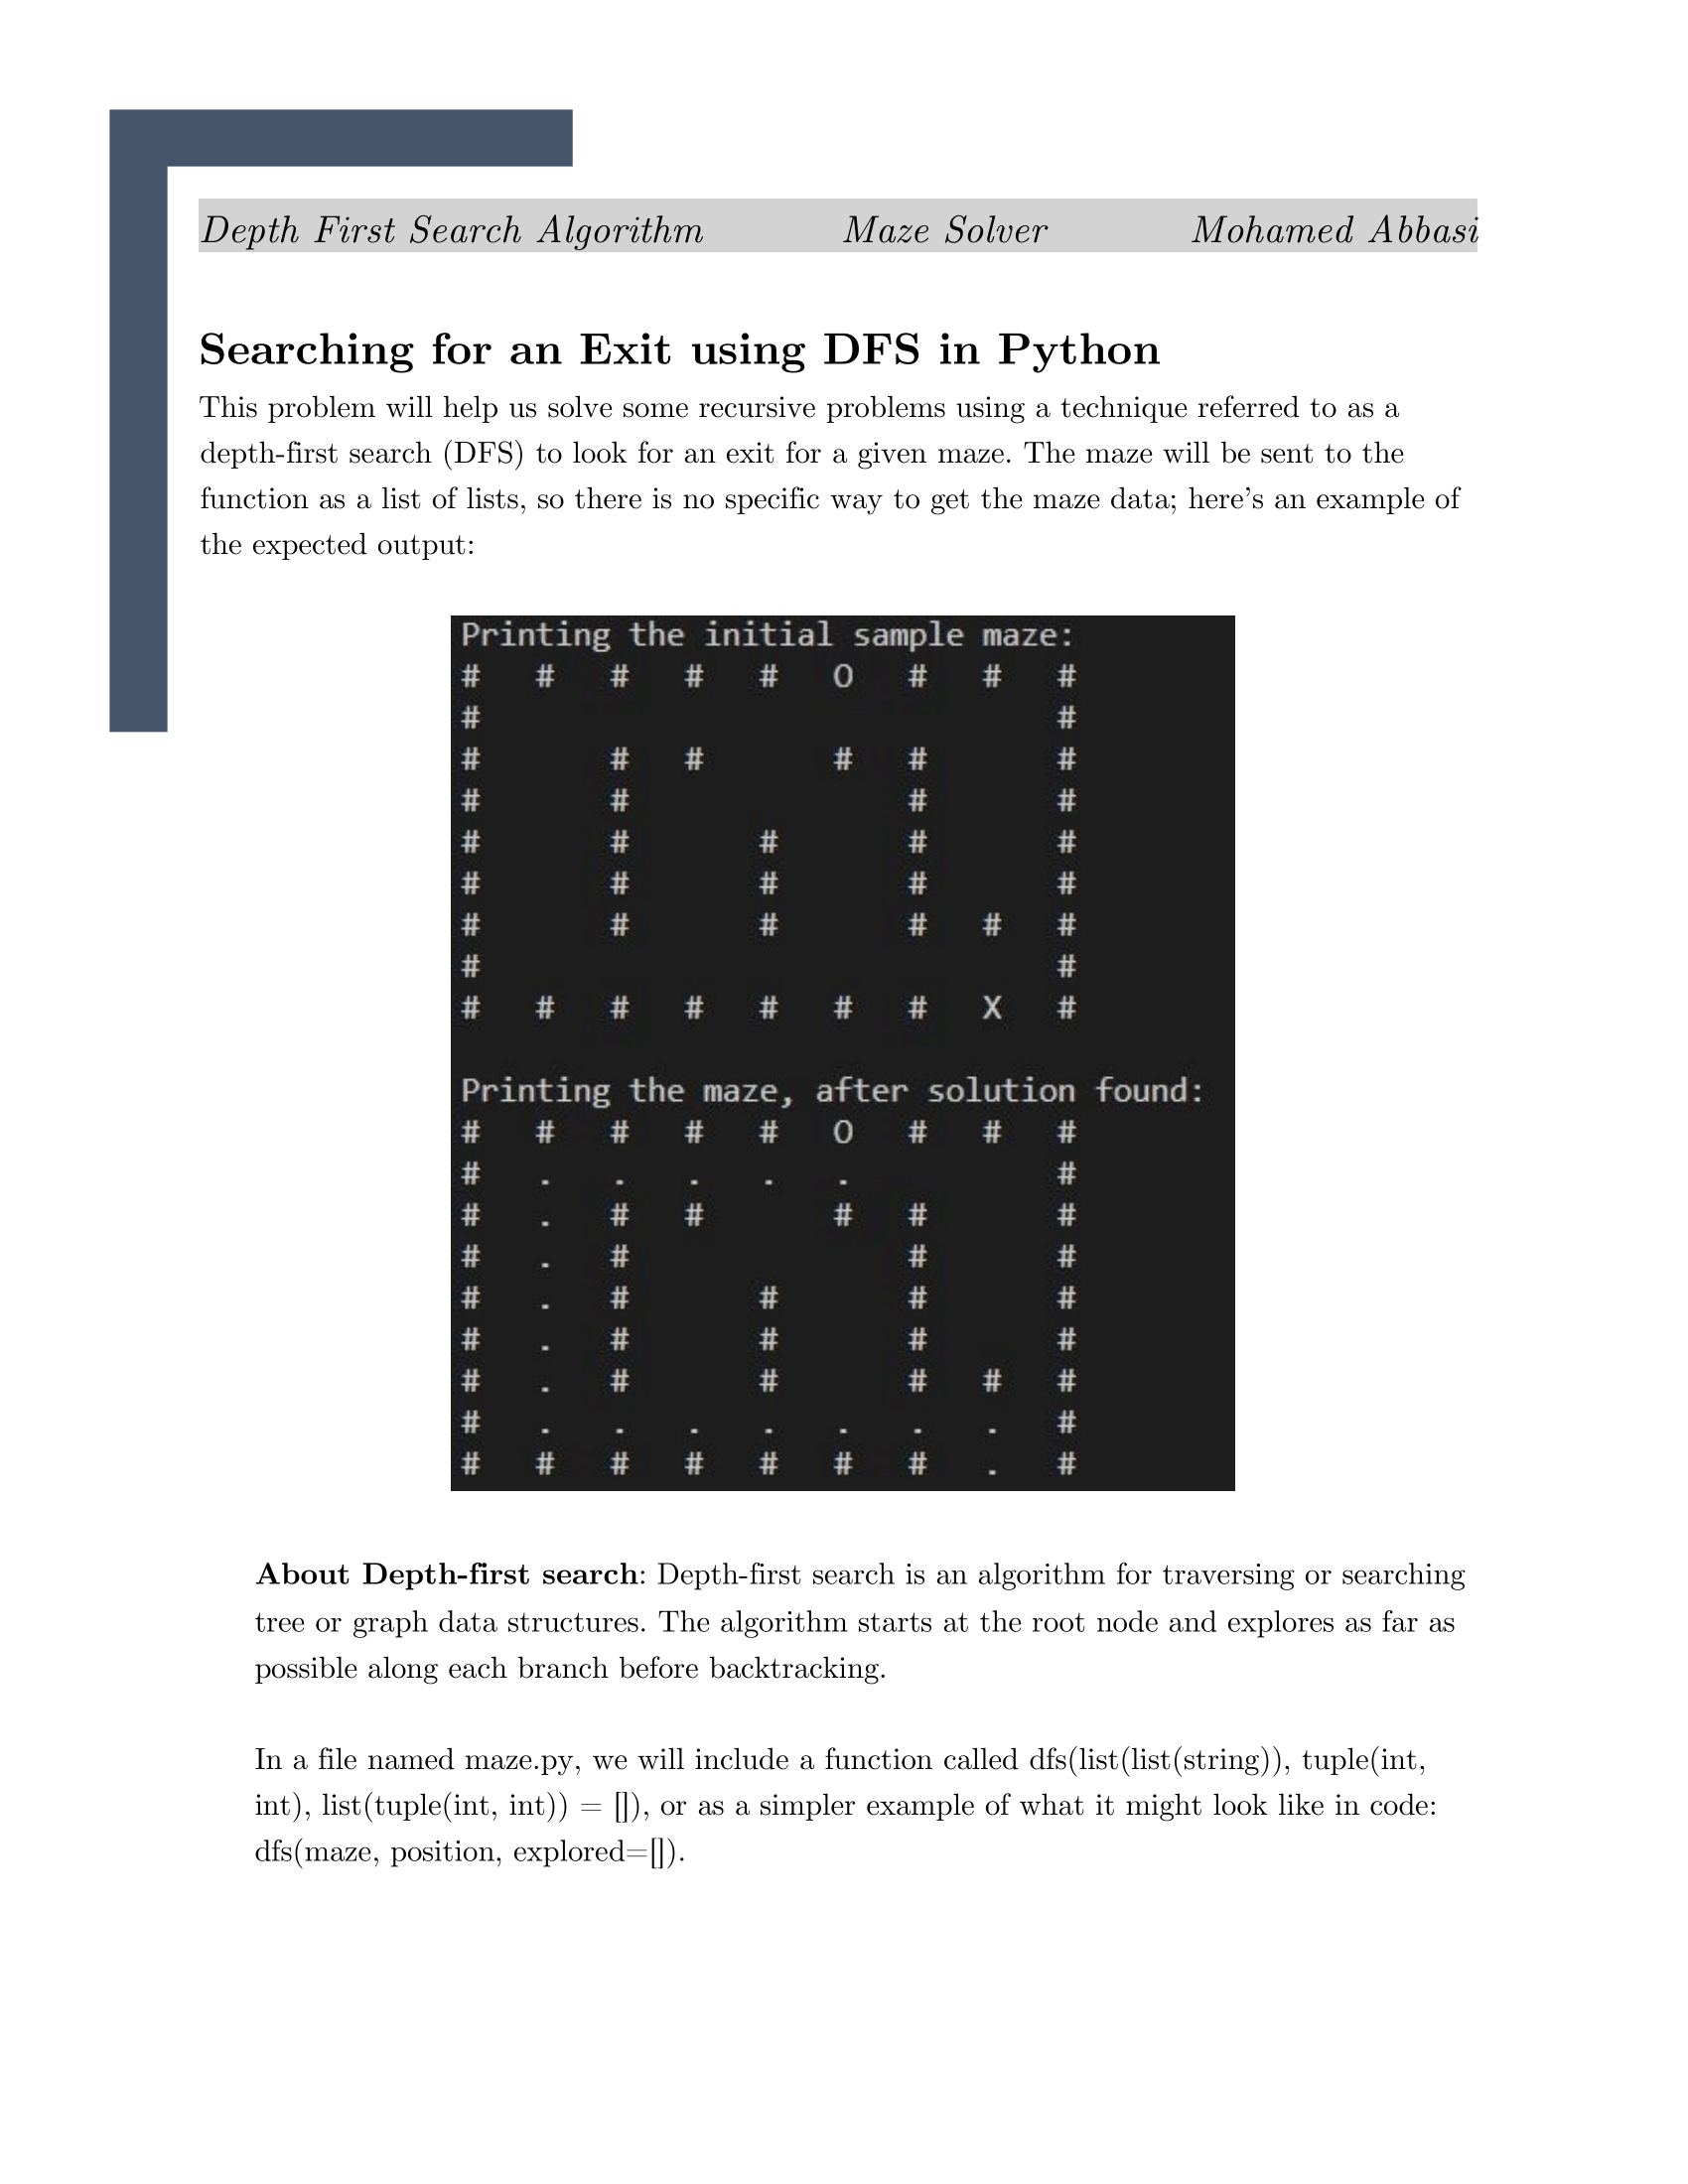 Depth First Search Algorithm Maze Solver Mohamed Abbasi
Searching for an Exit using DFS in Python
This problem will help us solve some recursive problems using a technique referred to as a
depth-first search (DFS) to look for an exit for a given maze. The maze will be sent to the
function as a list of lists, so there is no specific way to get the maze data; here's an example of
the expected output:
Printing the initial sample maze:
#   #   #   #   #   O   #   #   #
#                               #
#       #   #       #   #       #
#       #               #       #
#       #       #       #       #
#       #       #       #       #
#       #       #       #   #   #
#                               #
#   #   #   #   #   #   #   X   #
Printing the maze, after solution found:
#   #   #   #   #   O   #   #   #
#   .   .   .   .   .           #
#   .   #   #       #   #       #
#   .   #               #       #
#   .   #       #       #       #
#   .   #       #       #       #
#   .   #       #       #   #   #
#   .   .   .   .   .   .   .   #
#   #   #   #   #   #   #   .   #
About Depth-first search: Depth-first search is an algorithm for traversing or searching
tree or graph data structures. The algorithm starts at the root node and explores as far as
possible along each branch before backtracking.
In a file named maze.py, we will include a function called dfs(list(list(string)), tuple(int,
int), list(tuple(int, int)) = []), or as a simpler example of what it might look like in code:
dfs(maze, position, explored=[]).